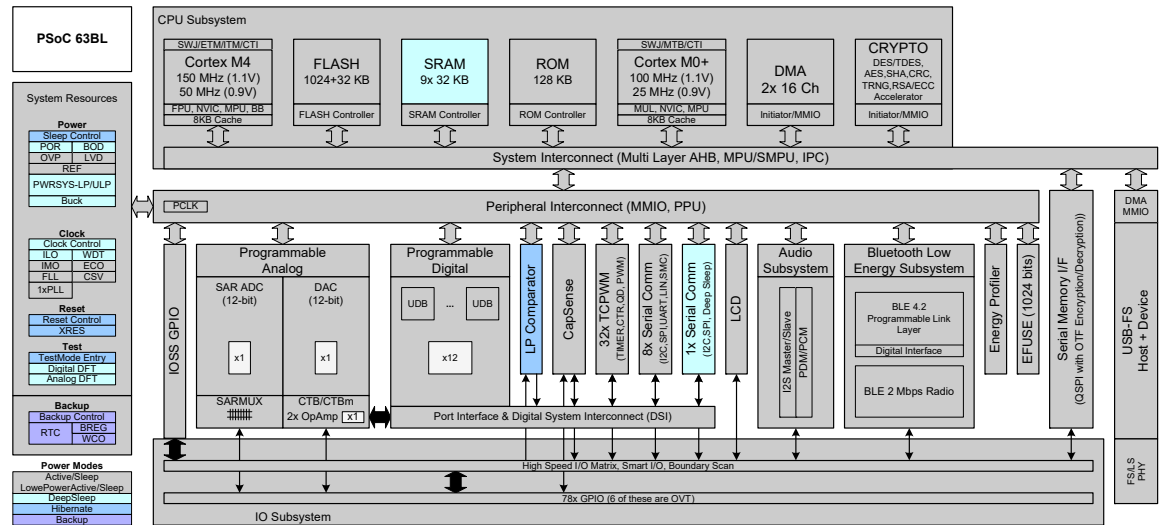 PSoC 63BL
System Resources
Power
Sleep Control
POR BOD
OVP LVD
REF
PWRSYS-LP/ULP
Buck
Clock
Clock Control
ILO WDT
IMO ECO
FLL CSV
1xPLL
Reset
Reset Control
XRES
Test
TestMode Entry
Digital DFT
Analog DFT
Backup
Backup Control
RTC BREG
WCO
Power Modes
Active/Sleep
LowePowerActive/Sleep
DeepSleep
Hibernate
Backup
CPU Subsystem
SWJ/ETM/ITM/CTI
Cortex M4
150 MHz (1.1V)
50 MHz (0.9V)
FPU, NVIC, MPU, BB
8KB Cache
FLASH
1024+32 KB
FLASH Controller
SRAM
9x 32 KB
SRAM Controller
ROM
128 KB
ROM Controller
SWJ/MTB/CTI
Cortex M0+
100 MHz (1.1V)
25 MHz (0.9V)
MUL, NVIC, MPU
8KB Cache
DMA
2x 16 Ch
Initiator/MMIO
CRYPTO
DES/TDES,
AES,SHA,CRC,
TRNG,RSA/ECC
Accelerator
Initiator/MMIO
System Interconnect (Multi Layer AHB, MPU/SMPU, IPC)
PCLK
Peripheral Interconnect (MMIO, PPU)
IOSS GPIO
Programmable
Analog
SAR ADC
(12-bit)
x1
SARMUX
DAC
(12-bit)
x1
CTB/CTBm
2x OpAmp x1
Programmable
Digital
UDB ... UDB
x12
Port Interface & Digital System Interconnect (DSI)
LP Comparator
CapSense
32x TCPWM
(TIMER,CTR,QD, PWM)
8x Serial Comm
(I2C,SPI,UART,LIN,SMC)
1x Serial Comm
(I2C,SPI, Deep Sleep)
LCD
Audio
Subsystem
I2S Master/Slave
PDM/PCM
Bluetooth Low
Energy Subsystem
BLE 4.2
Programmable Link
Layer
Digital Interface
BLE 2 Mbps Radio
Energy Profiler
EFUSE (1024 bits)
Serial Memory I/F
(QSPI with OTF Encryption/Decryption))
DMA
MMIO
USB-FS
Host + Device
FS/LS
PHY
High Speed I/O Matrix, Smart I/O, Boundary Scan
78x GPIO (6 of these are OVT)
IO Subsystem